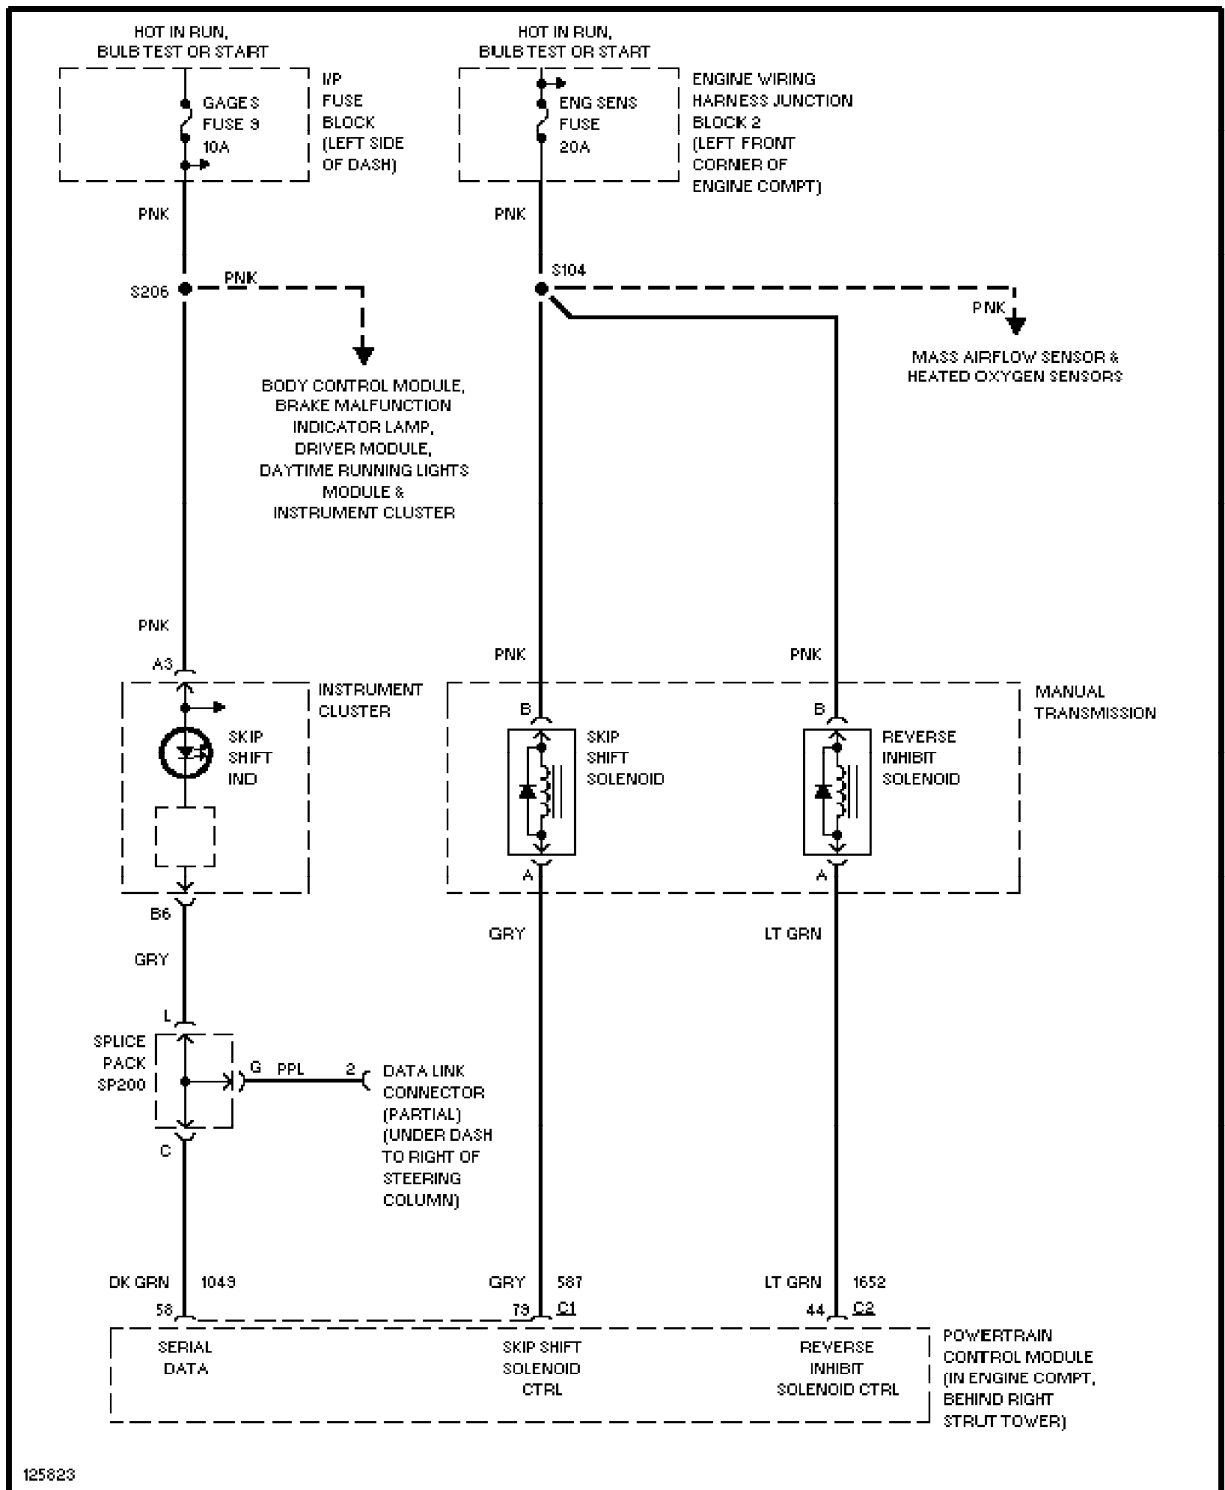 HOT IN RUN,
BULB TEST OR START
HOT IN RUN,
BULB TEST OR START
GAGES
FUSE 9
10A
I/P
FUSE
BLOCK
(LEFT SIDE
OF DASH)
ENG SENS
FUSE
20A
ENGINE WIRING
HARNESS JUNCTION
BLOCK 2
(LEFT FRONT
CORNER OF
ENGINE COMPT)
PNK
PNK
S206
PNK
S104
PNK
BODY CONTROL MODULE,
BRAKE MALFUNCTION
INDICATOR LAMP,
DRIVER MODULE,
DAYTIME RUNNING LIGHTS
MODULE &
INSTRUMENT CLUSTER
MASS AIRFLOW SENSOR &
HEATED OXYGEN SENSORS
PNK
A3
PNK
PNK
INSTRUMENT
CLUSTER
SKIP
SHIFT
IND
B
SKIP
SHIFT
SOLENOID
A
B
REVERSE
INHIBIT
SOLENOID
A
MANUAL
TRANSMISSION
B6
GRY
GRY
LT GRN
L
SPLICE
PACK
SP200
G PPL 2
DATA LINK
CONNECTOR
(PARTIAL)
(UNDER DASH
TO RIGHT OF
STEERING
COLUMN)
C
DK GRN 1049
58
GRY 587
79 C1
LT GRN 1652
44 C2
SERIAL
DATA
SKIP SHIFT
SOLENOID
CTRL
REVERSE
INHIBIT
SOLENOID CTRL
POWERTRAIN
CONTROL MODULE
(IN ENGINE COMPT,
BEHIND RIGHT
STRUT TOWER)
125823